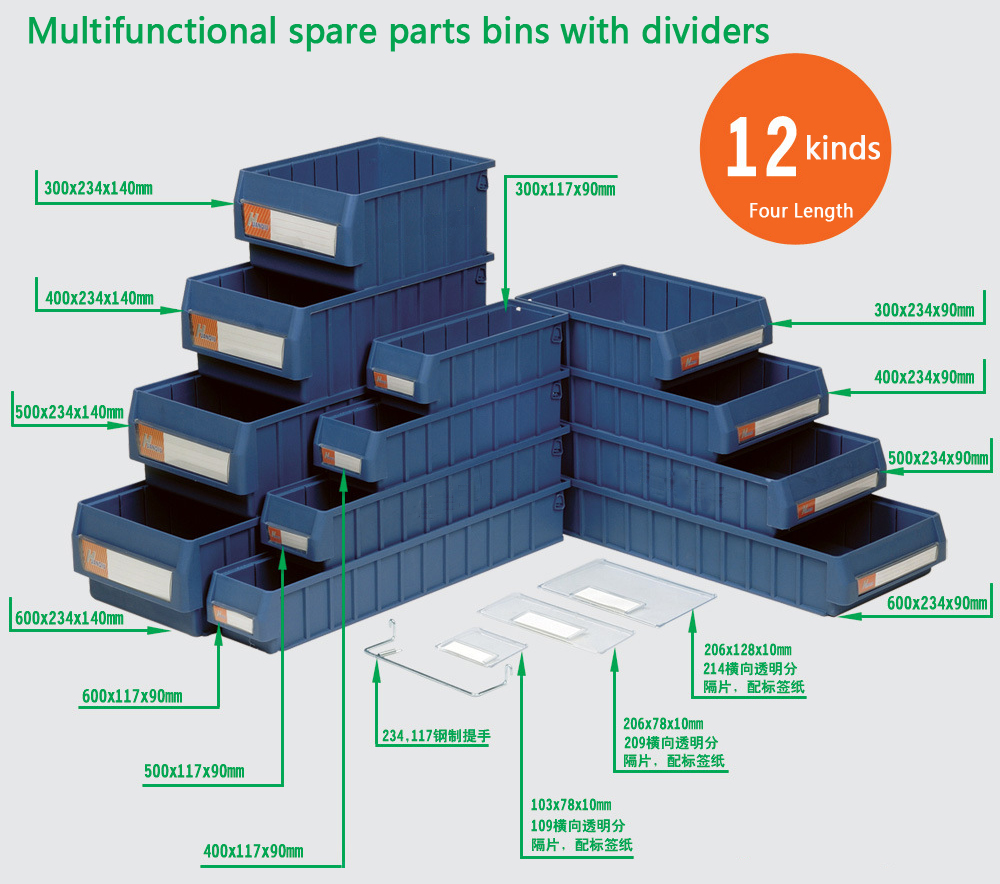 Multifunctional spare parts bins with dividers
12 kinds
Four Length
300x234x140mm
300x117x90mm
400x234x140mm
300x234x90mm
400x234x90mm
500x234x140mm
500x234x90mm
600x234x140mm
600x234x90mm
600x117x90mm
500x117x90mm
400x117x90mm
234,117钢制提手
206x128x10mm
214横向透明分
隔片，配标签纸
206x78x10mm
209横向透明分
隔片，配标签纸
103x78x10mm
109横向透明分
隔片，配标签纸